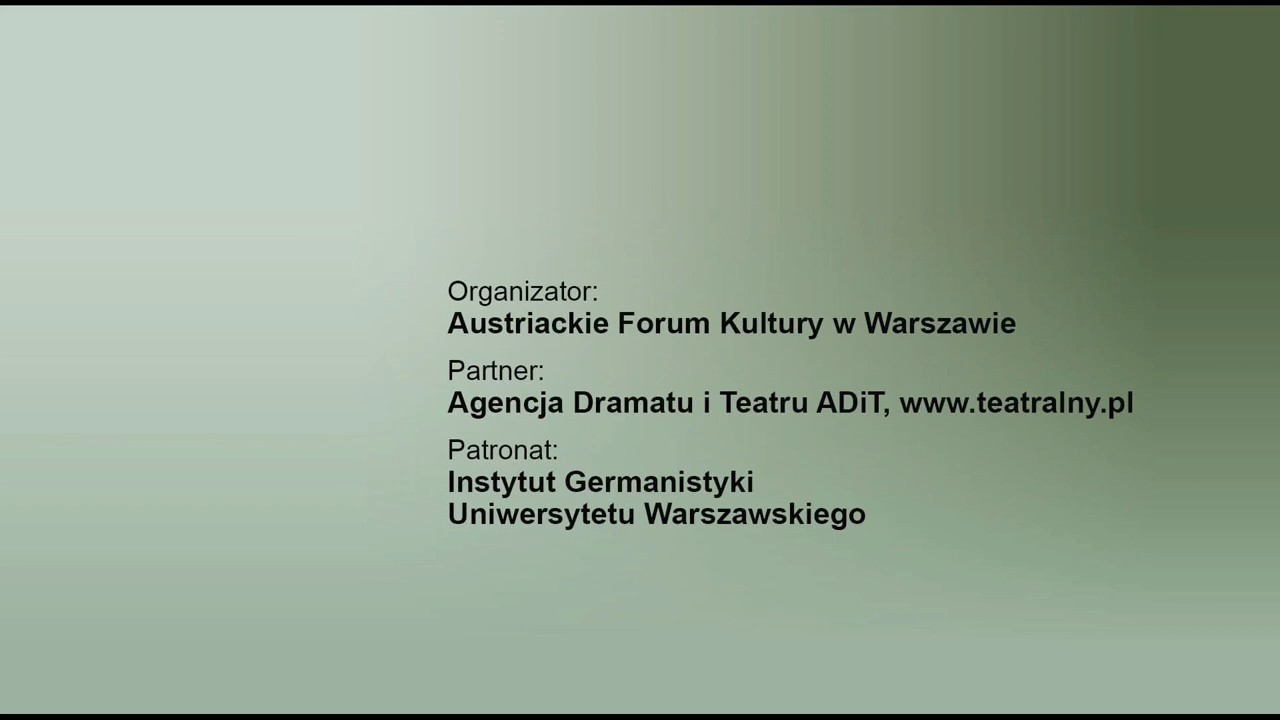 Organizator:
Austriackie Forum Kultury w Warszawie
Partner:
Agencja Dramatu i Teatru ADiT, www.teatralny.pl
Patronat:
Instytut Germanistyki
Uniwersytetu Warszawskiego